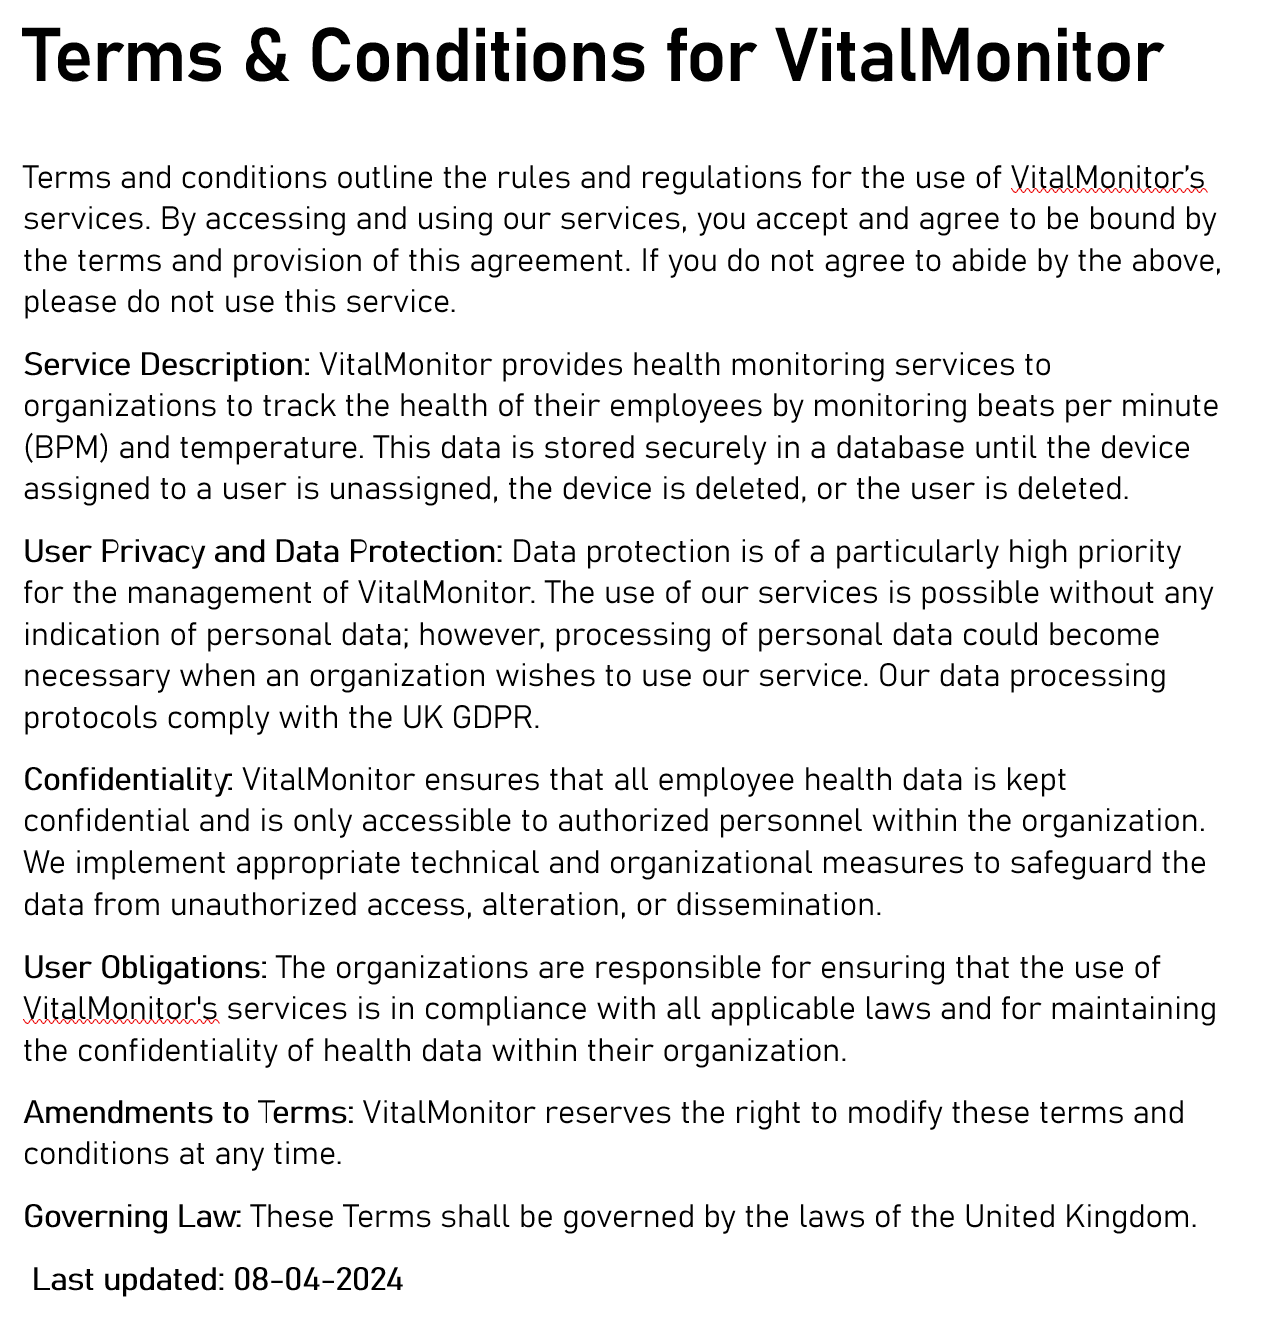 Terms & Conditions for VitalMonitor
Terms and conditions outline the rules and regulations for the use of VitalMonitor’s
services. By accessing and using our services, you accept and agree to be bound by
the terms and provision of this agreement. If you do not agree to abide by the above,
please do not use this service.
Service Description: VitalMonitor provides health monitoring services to
organizations to track the health of their employees by monitoring beats per minute
(BPM) and temperature. This data is stored securely in a database until the device
assigned to a user is unassigned, the device is deleted, or the user is deleted.
User Privacy and Data Protection: Data protection is of a particularly high priority
for the management of VitalMonitor. The use of our services is possible without any
indication of personal data; however, processing of personal data could become
necessary when an organization wishes to use our service. Our data processing
protocols comply with the UK GDPR.
Confidentiality: VitalMonitor ensures that all employee health data is kept
confidential and is only accessible to authorized personnel within the organization.
We implement appropriate technical and organizational measures to safeguard the
data from unauthorized access, alteration, or dissemination.
User Obligations: The organizations are responsible for ensuring that the use of
VitalMonitor's services is in compliance with all applicable laws and for maintaining
the confidentiality of health data within their organization.
Amendments to Terms: VitalMonitor reserves the right to modify these terms and
conditions at any time.
Governing Law: These Terms shall be governed by the laws of the United Kingdom.
Last updated: 08-04-2024